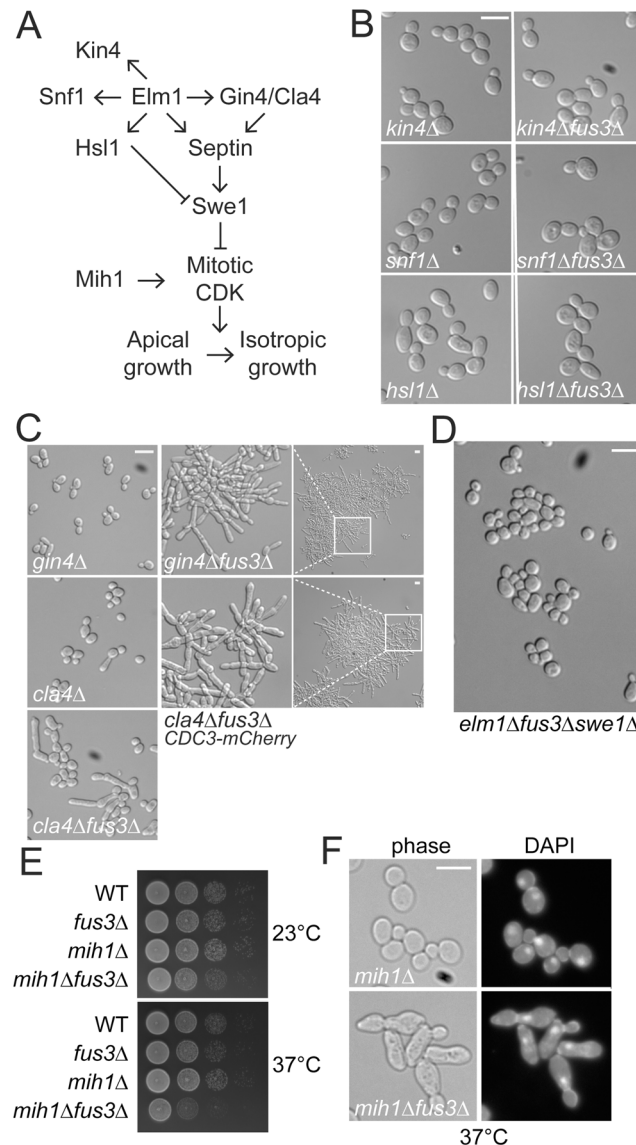 A
Kin4
Snf1 Elm1 Gin4/Cla4
Hsl1 Septin
Swe1
Mih1 Mitotic
CDK
Apical Isotropic
growth growth
B
kin4Δ kin4Δfus3Δ
snf1Δ snf1Δfus3Δ
hsl1Δ hsl1Δfus3Δ
C
gin4Δ gin4Δfus3Δ
cla4Δ cla4Δfus3Δ
CDC3-mCherry
cla4Δfus3Δ
D
elm1Δfus3Δswe1Δ
E
WT
fus3Δ
mih1Δ
mih1Δfus3Δ
23°C
WT
fus3Δ
mih1Δ
mih1Δfus3Δ
37°C
F
phase DAPI
mih1Δ
mih1Δfus3Δ
37°C